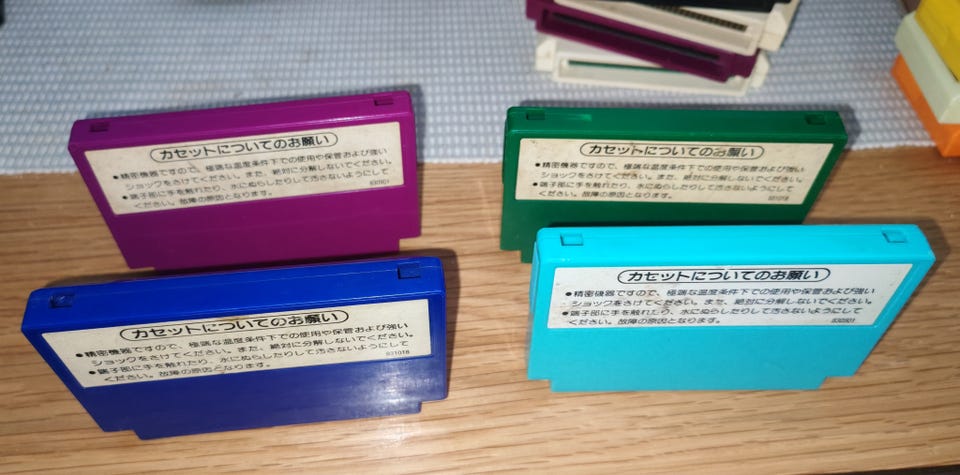 カセットについてのお願い
●精密機器ですので、極端な温度条件下での使用や保管および強い
ショックをさけてください。また、絶対に分解しないでください。
●端子部に手を触れたり、水にぬらしたりして汚さないようにして
ください。故障の原因となります。
830901
カセットについてのお願い
●精密機器ですので、極端な温度条件下での使用や保管および強い
ショックをさけてください。また、絶対に分解しないでください。
●端子部に手を触れたり、水にぬらしたりして汚さないようにして
ください。故障の原因となります。
831018
カセットについてのお願い
●精密機器ですので、極端な温度条件下での使用や保管および強い
ショックをさけてください。また、絶対に分解しないでください。
●端子部に手を触れたり、水にぬらしたりして汚さないようにして
ください。故障の原因となります。
831018
カセットについてのお願い
●精密機器ですので、極端な温度条件下での使用や保管および強い
ショックをさけてください。また、絶対に分解しないでください。
●端子部に手を触れたり、水にぬらしたりして汚さないようにして
ください。故障の原因となります。
830901